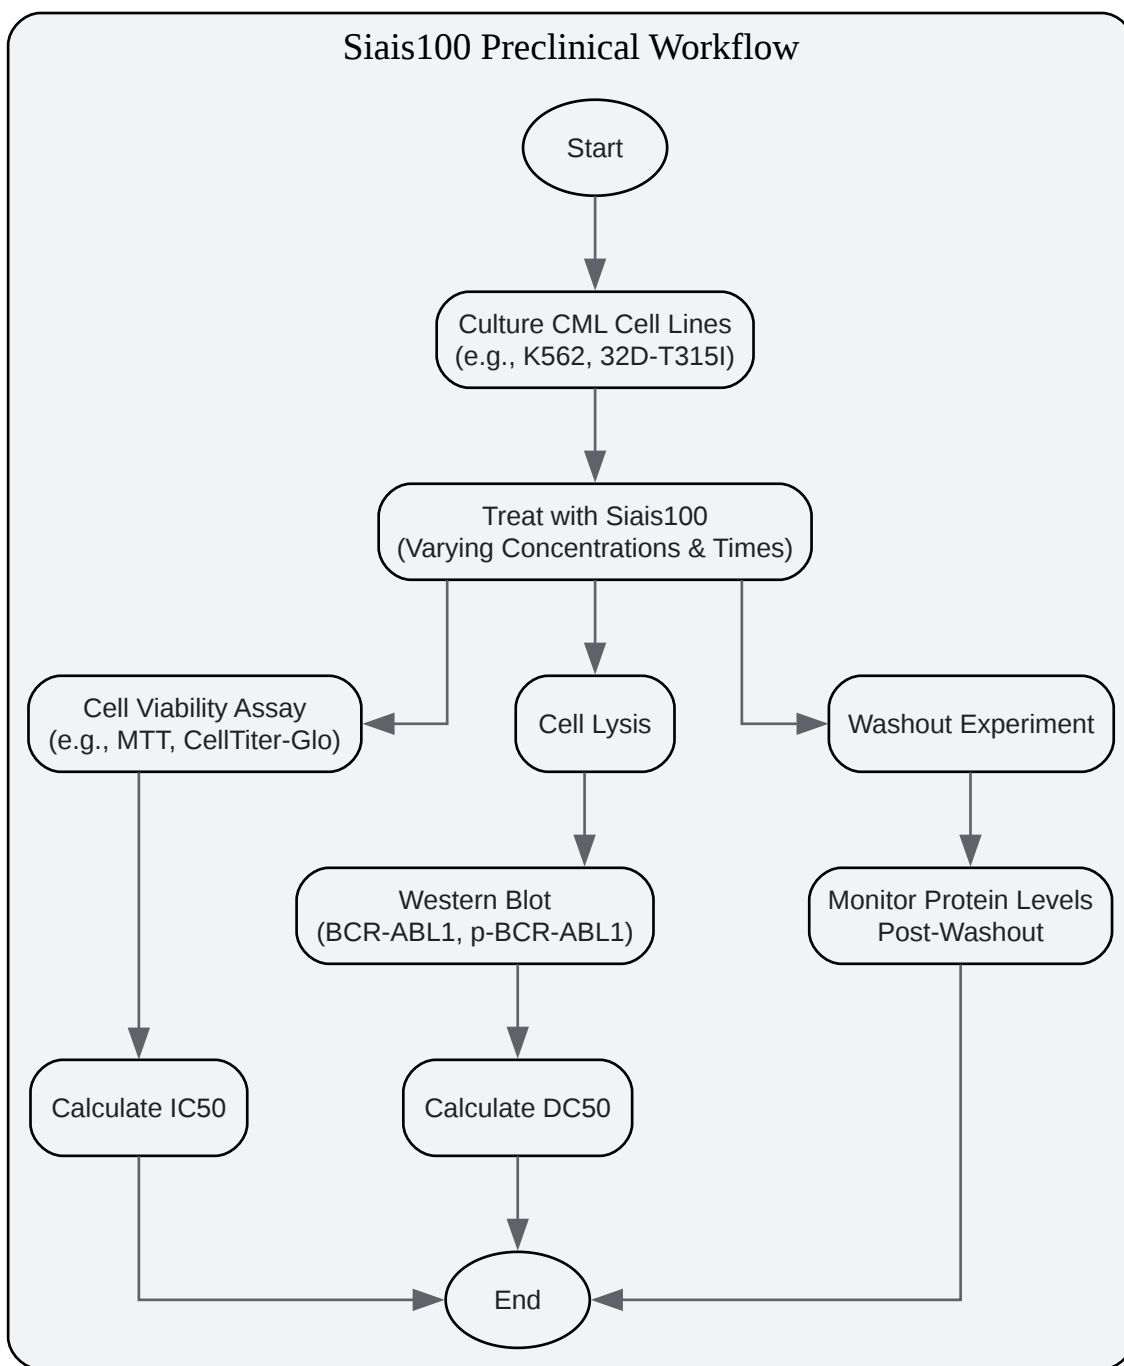 Siais100 Preclinical Workflow
Start
Culture CML Cell Lines
(e.g., K562, 32D-T315I)
Treat with Siais100
(Varying Concentrations & Times)
Cell Viability Assay
(e.g., MTT, CellTiter-Glo)
Cell Lysis
Washout Experiment
Western Blot
(BCR-ABL1, p-BCR-ABL1)
Monitor Protein Levels
Post-Washout
Calculate IC50
Calculate DC50
End